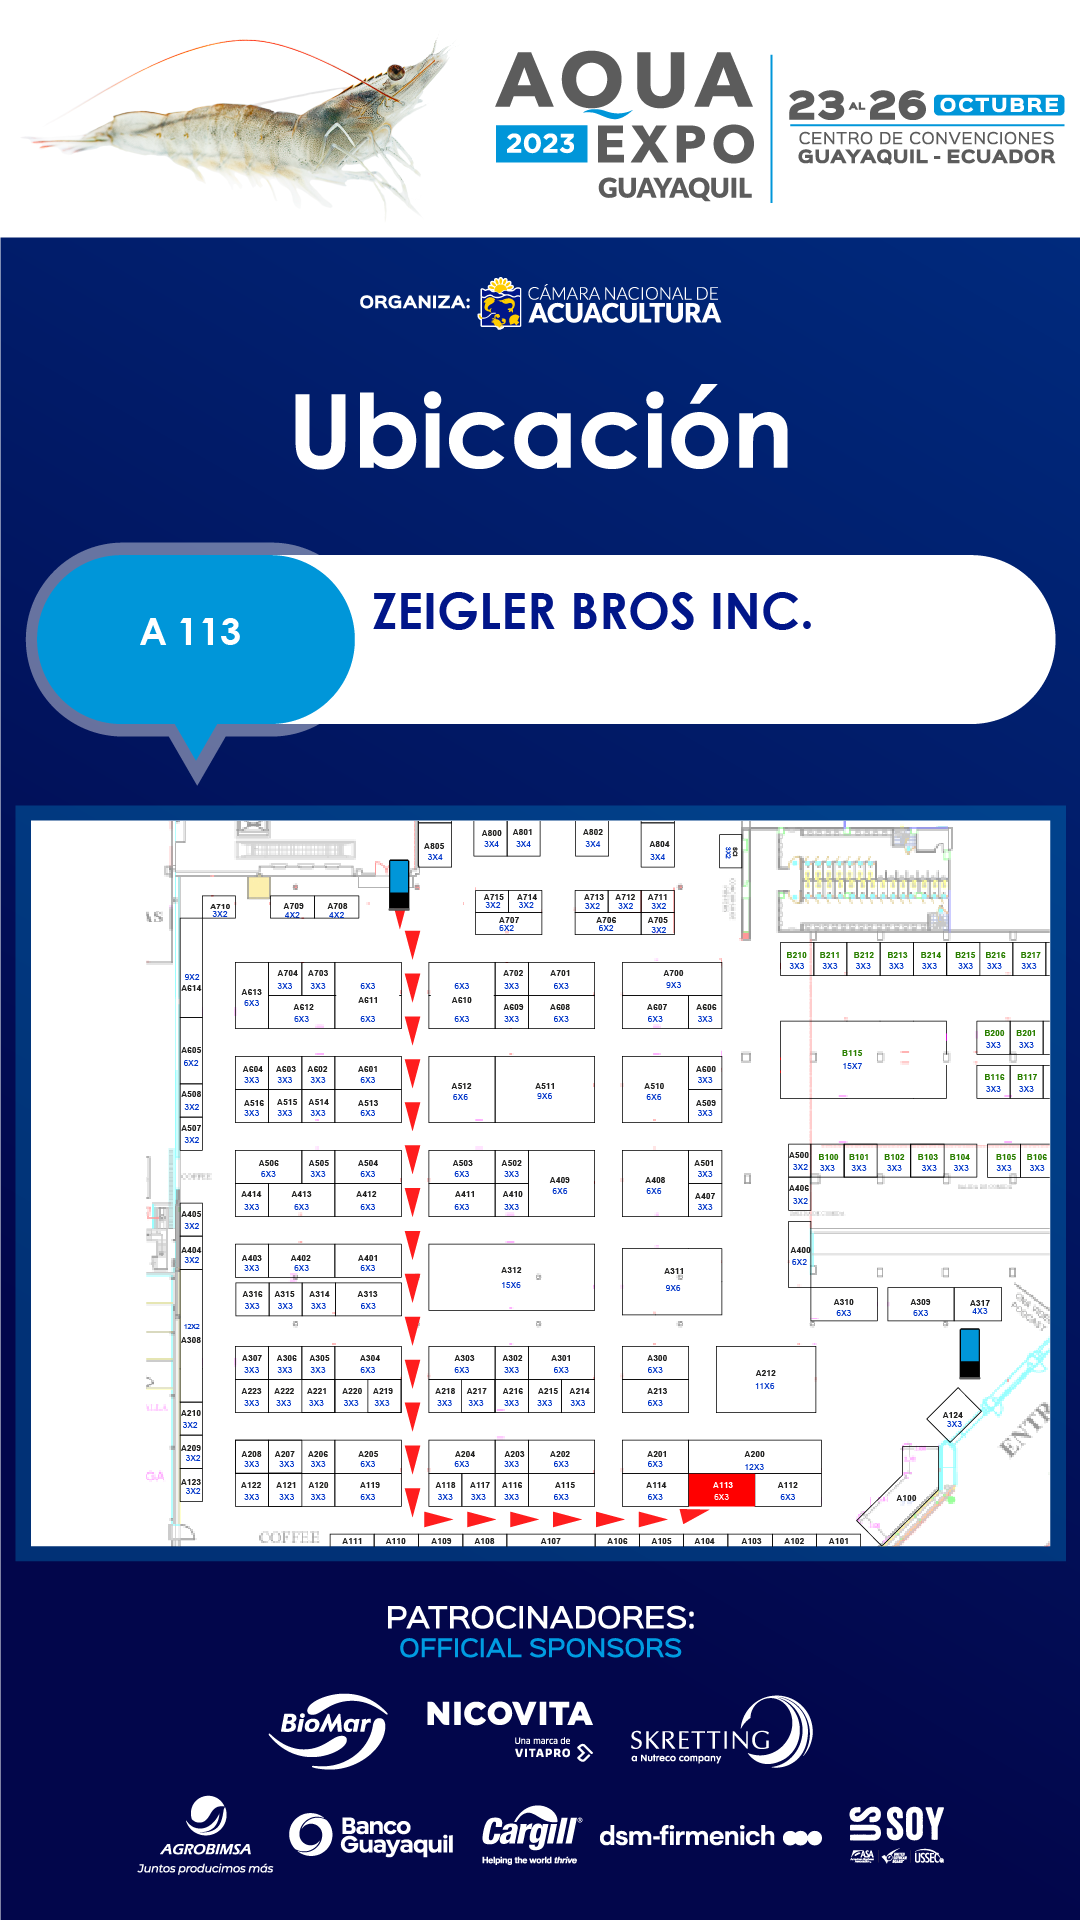 AQUA
2023 EXPO
GUAYAQUIL
23 AL 26 OCTUBRE
CENTRO DE CONVENCIONES
GUAYAQUIL - ECUADOR
ORGANIZA: CÁMARA NACIONAL DE
ACUACULTURA
Ubicación
A 113
ZEIGLER BROS INC.
A805 A800 A801 A802 A804
3X4 3X4 3X4 3X4 3X4
A710 A709 A708 A715 A714 A713 A712 A711
3X2 4X2 4X2 3X2 3X2 3X2 3X2 3X2
A707 A706 A705
6X2 6X2 3X2
B210 B211 B212 B213 B214 B215 B216 B217
3X3 3X3 3X3 3X3 3X3 3X3 3X3 3X3
9X2
A614
A613 A704 A703 A702 A701 A700
6X3 3X3 3X3 6X3 6X3 3X3 6X3 9X3
A612 A611 A610 A609 A608 A607 A606
6X3 6X3 6X3 3X3 6X3 6X3 3X3
B115 B200 B201
15X7 3X3 3X3
B116 B117
3X3 3X3
A605
6X2
A604 A603 A602 A601 A512 A511 A510 A600
3X3 3X3 3X3 6X3 6X6 9X6 6X6 3X3
A508
3X2
A516 A515 A514 A513 A509
3X3 3X3 3X3 6X3 3X3
A507
3X2
A506 A505 A504 A503 A502 A409 A408 A501
6X3 3X3 6X3 6X3 3X3 6X6 6X6 3X3
A500 B100 B101 B102 B103 B104 B105 B106
3X2 3X3 3X3 3X3 3X3 3X3 3X3 3X3
COFFEE
A414 A413 A412 A411 A410 A407 A406
3X3 6X3 6X3 6X3 3X3 3X3 3X2
A405
3X2
A404
3X2
A403 A402 A401 A312 A311 A400
3X3 6X3 6X3 15X6 9X6 6X2
A316 A315 A314 A313 A310 A309 A317
3X3 3X3 3X3 6X3 6X3 6X3 4X3
12X2
A308
A307 A306 A305 A304 A303 A302 A301 A300 A212
3X3 3X3 3X3 6X3 6X3 3X3 6X3 6X3 11X6
A223 A222 A221 A220 A219 A218 A217 A216 A215 A214 A213
3X3 3X3 3X3 3X3 3X3 3X3 3X3 3X3 3X3 3X3 6X3
A210
3X2
A124
3X3
ENTR
A209
3X2
A208 A207 A206 A205 A204 A203 A202 A201 A200
3X3 3X3 3X3 6X3 6X3 3X3 6X3 6X3 12X3
A123
3X2
A122 A121 A120 A119 A118 A117 A116 A115 A114 A113 A112 A100
3X3 3X3 3X3 6X3 3X3 3X3 3X3 6X3 6X3 6X3 6X3
COFFEE
A111 A110 A109 A108 A107 A106 A105 A104 A103 A102 A101
PATROCINADORES:
OFFICIAL SPONSORS
BioMar
NICOVITA
Una marca de
VITAPRO
SKRETTING
a Nutreco company
AGROBIMSA
Juntos producimos más
Banco
Guayaquil
Cargill®
Helping the world thrive
dsm-firmenich
US SOY
ASA
USSEC